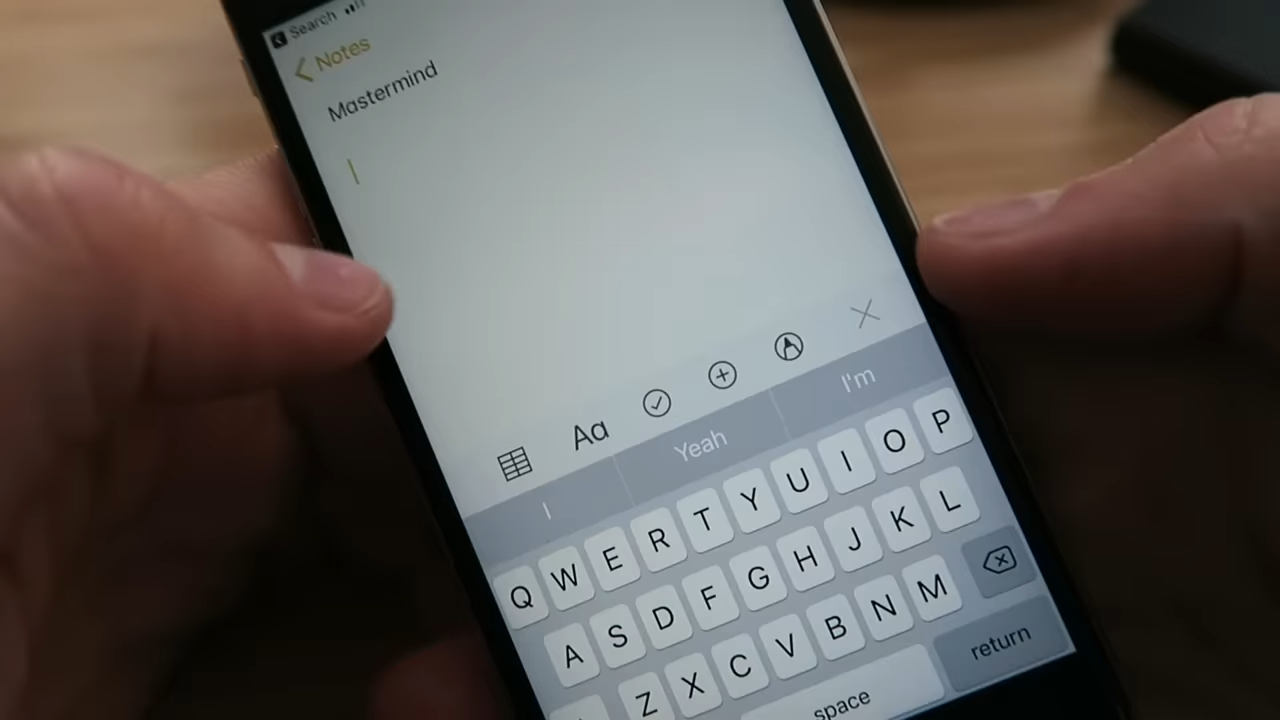 Search
Notes
Mastermind
Aa
I
Yeah
I'm
Q W E R T Y U I O P
A S D F G H J K L
Z X C V B N M
space
return